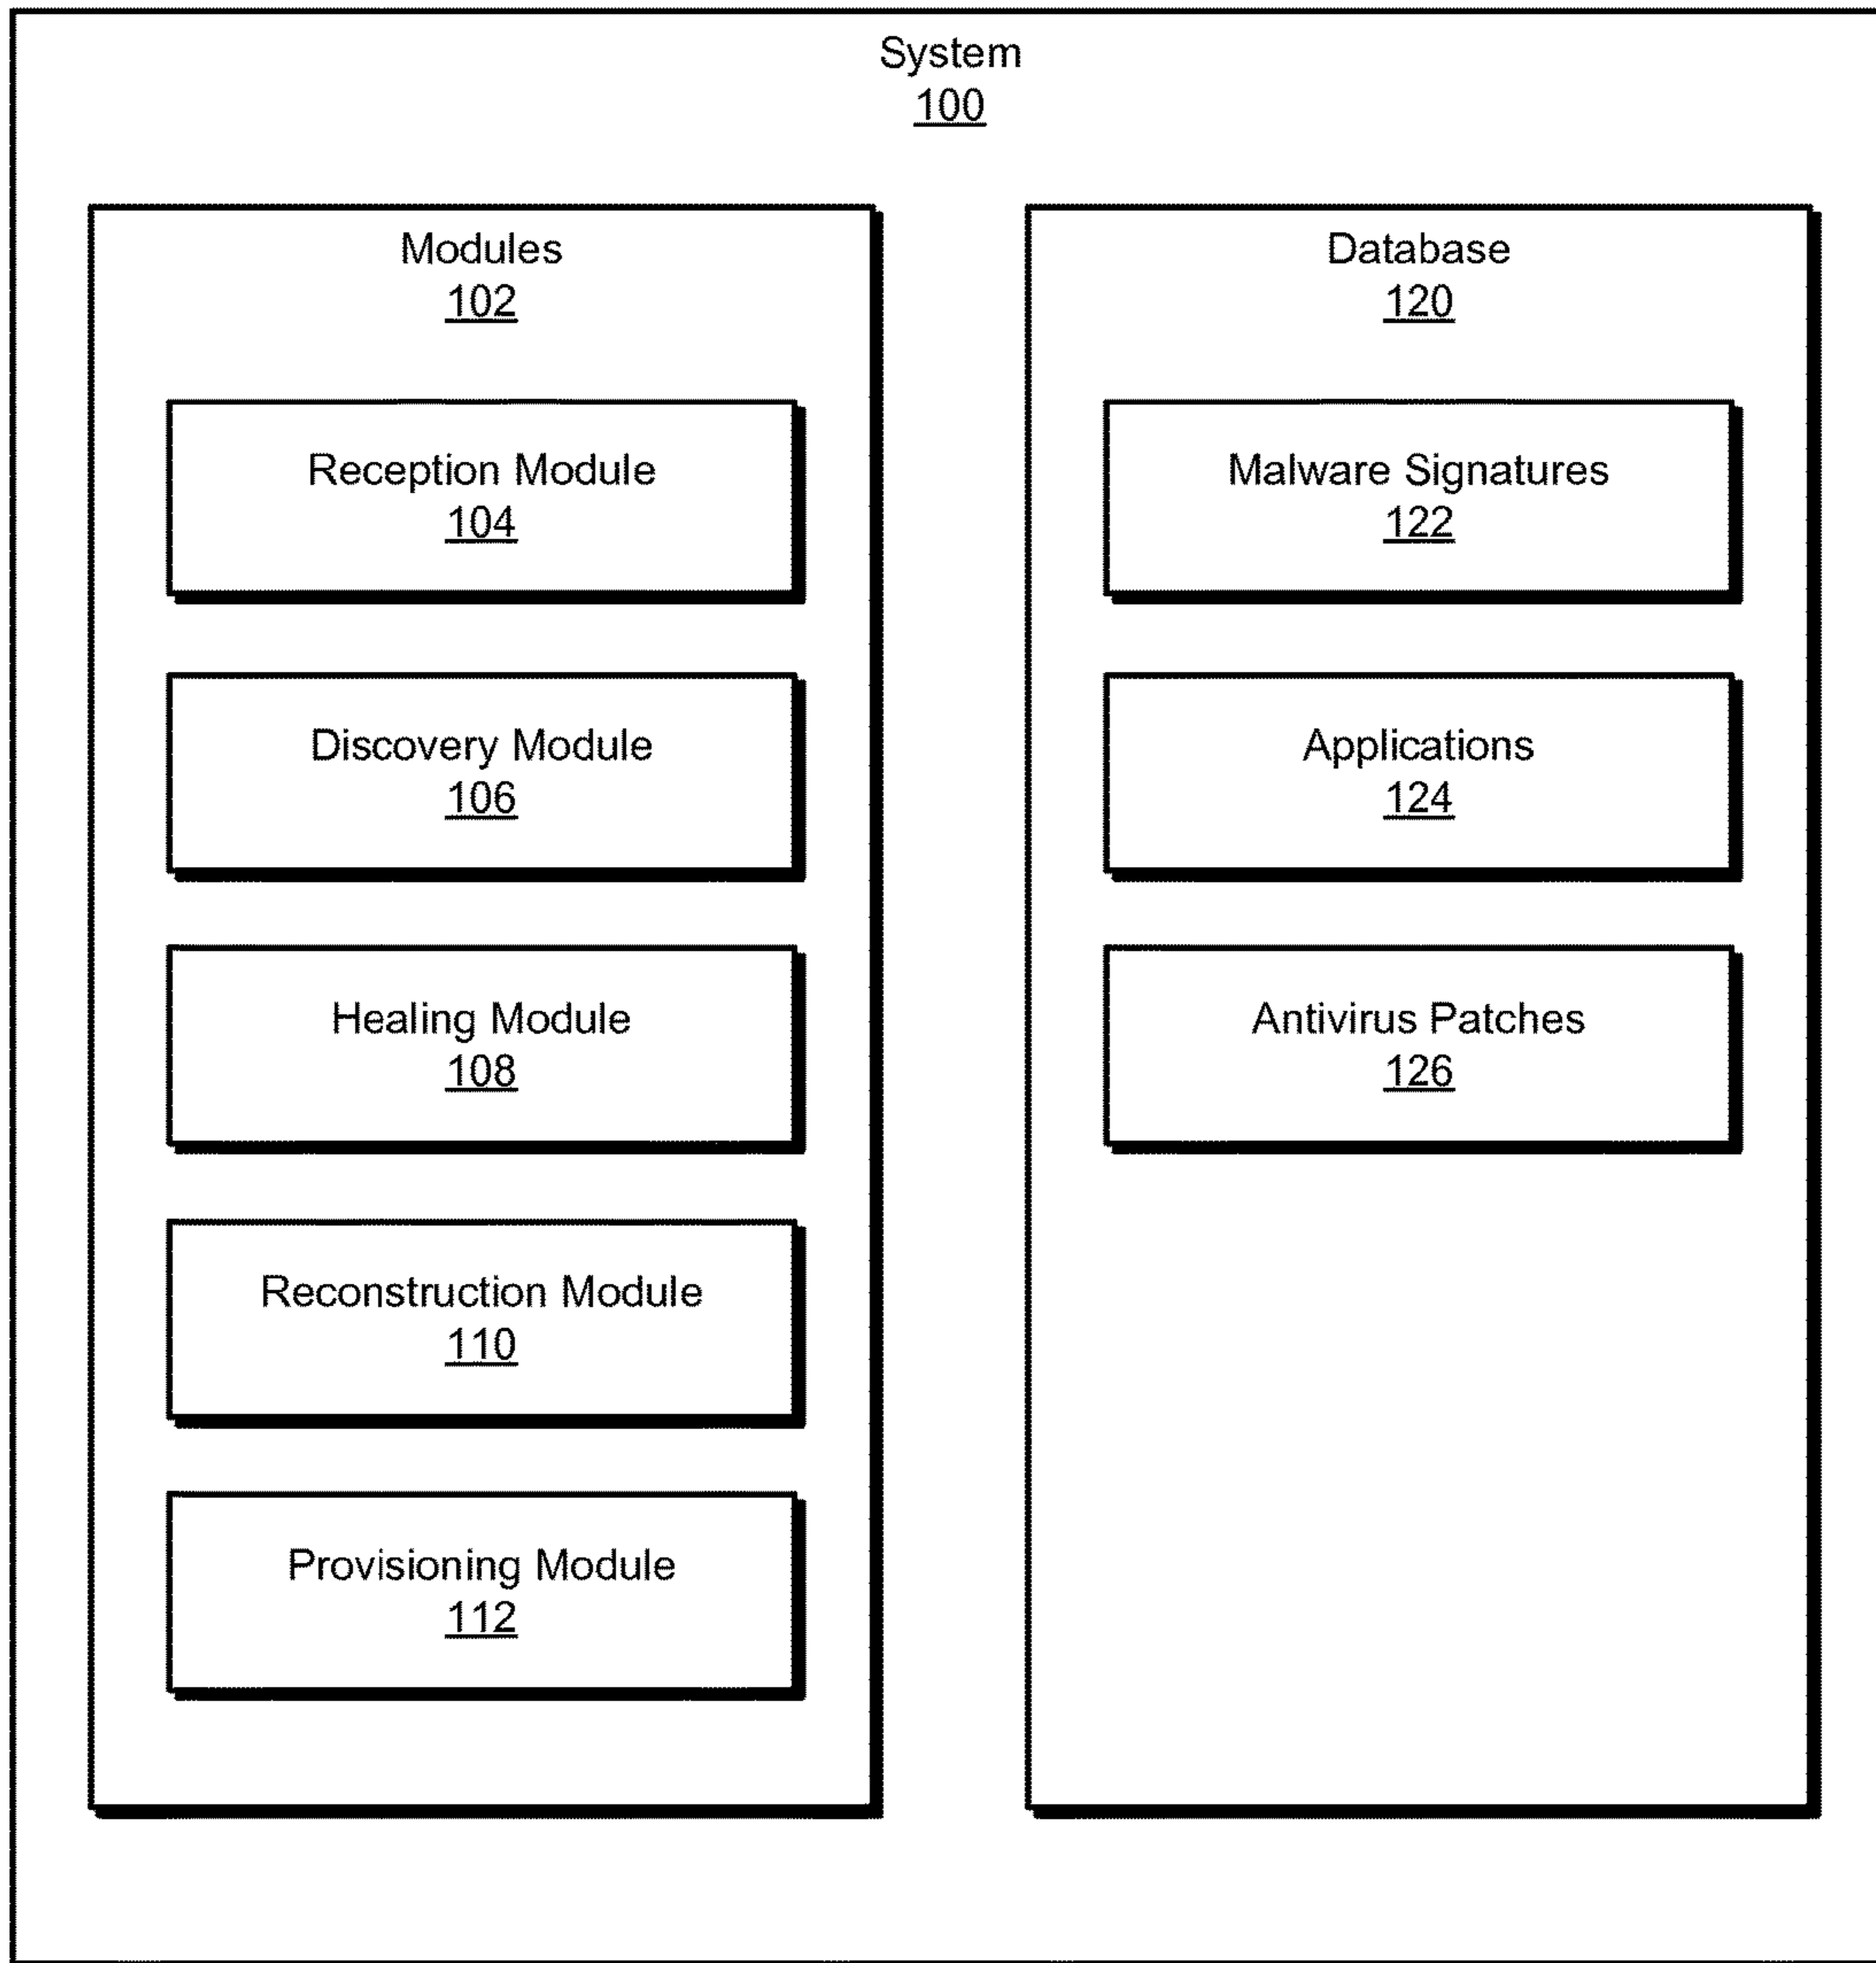 System
100
Modules
102
Reception Module
104
Discovery Module
106
Healing Module
108
Reconstruction Module
110
Provisioning Module
112
Database
120
Malware Signatures
122
Applications
124
Antivirus Patches
126